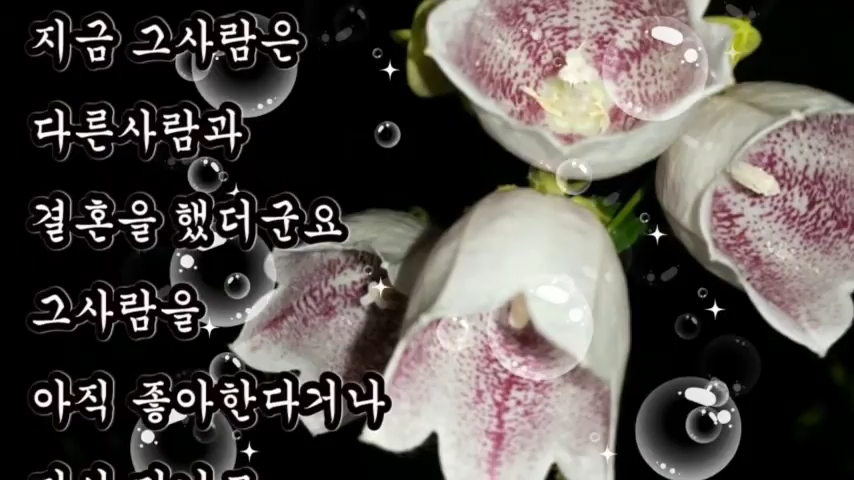 지금 그사람은
다른사람과
결혼을 했더군요
그사람을
아직 좋아한다거나